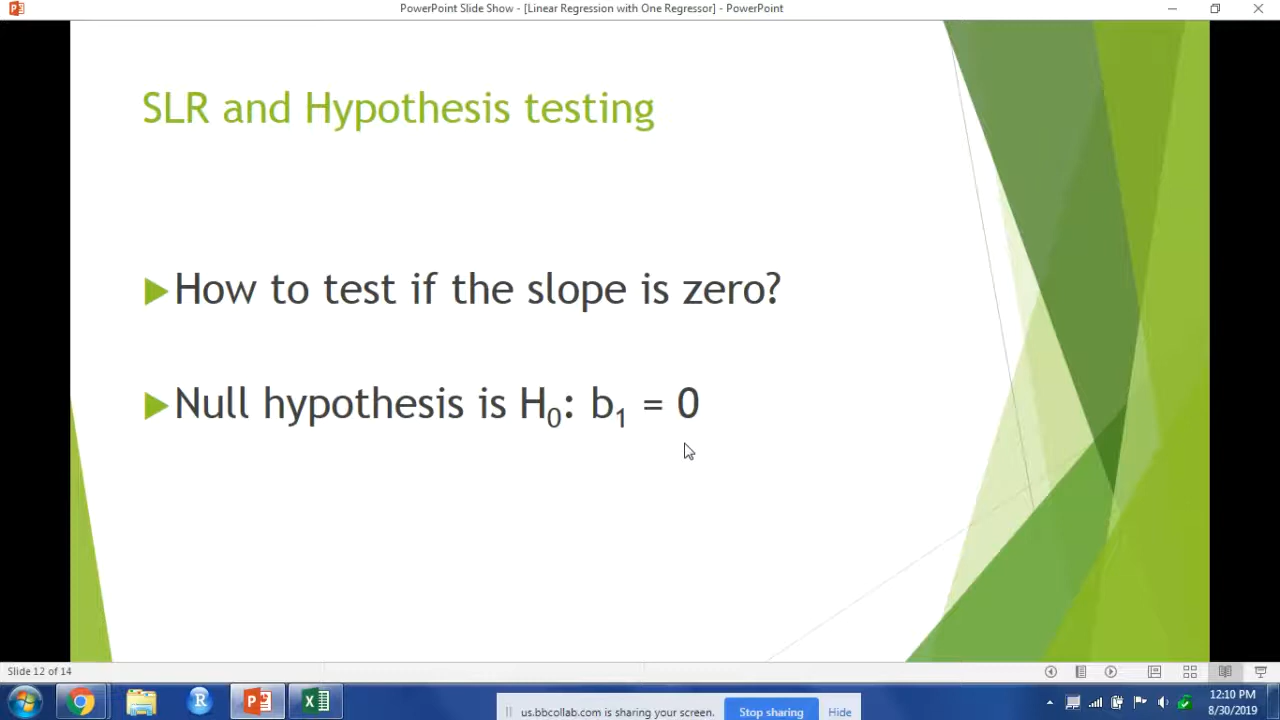 PowerPoint Slide Show - [Linear Regression with One Regressor] - PowerPoint
SLR and Hypothesis testing
How to test if the slope is zero?
Null hypothesis is H₀: b₁ = 0
Slide 12 of 14
us.bbcollab.com is sharing your screen.
Stop sharing
Hide
12:10 PM
8/30/2019